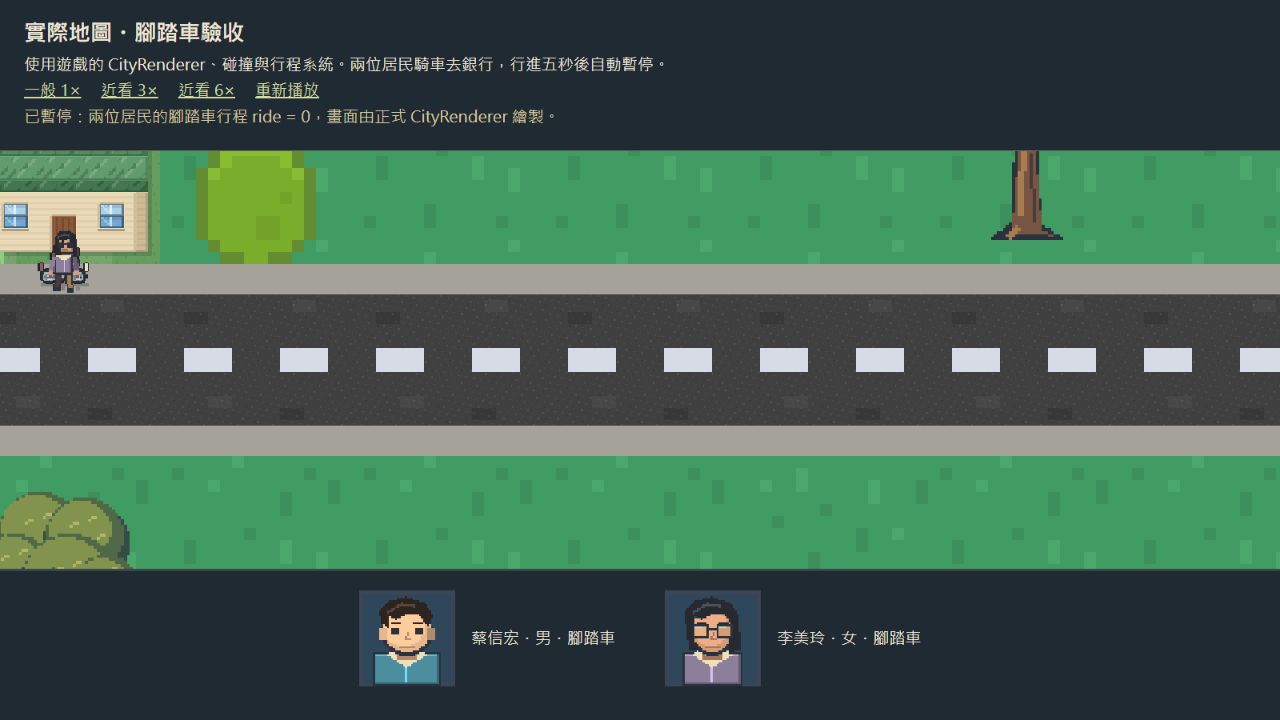 實際地圖・腳踏車驗收
使用遊戲的 CityRenderer、碰撞與行程系統。兩位居民騎車去銀行，行進五秒後自動暫停。
一般 1× 近看 3× 近看 6× 重新播放
已暫停：兩位居民的腳踏車行程 ride = 0，畫面由正式 CityRenderer 繪製。
蔡信宏・男・腳踏車
李美玲・女・腳踏車